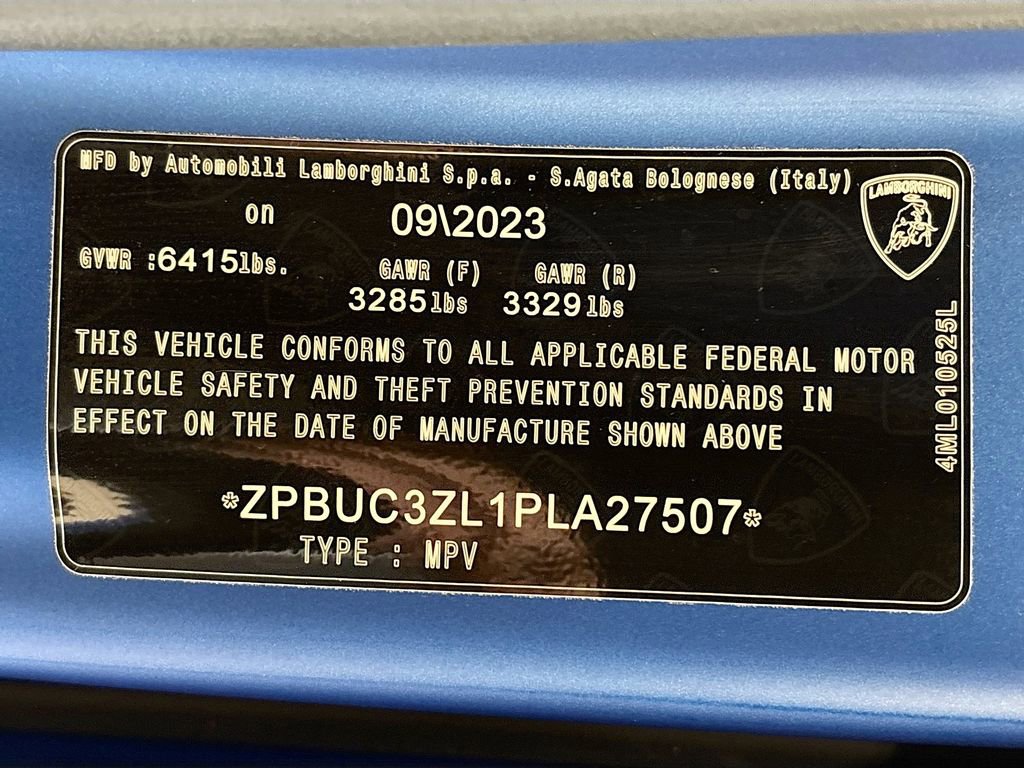 MFD by Automobili Lamborghini S.p.a. - S.Agata Bolognese (Italy)
LAMBORGHINI
on 09\2023
GVWR :6415lbs. GAWR (F) GAWR (R)
3285lbs 3329lbs
THIS VEHICLE CONFORMS TO ALL APPLICABLE FEDERAL MOTOR
VEHICLE SAFETY AND THEFT PREVENTION STANDARDS IN
EFFECT ON THE DATE OF MANUFACTURE SHOWN ABOVE
4ML010525L
*ZPBUC3ZL1PLA27507*
TYPE : MPV